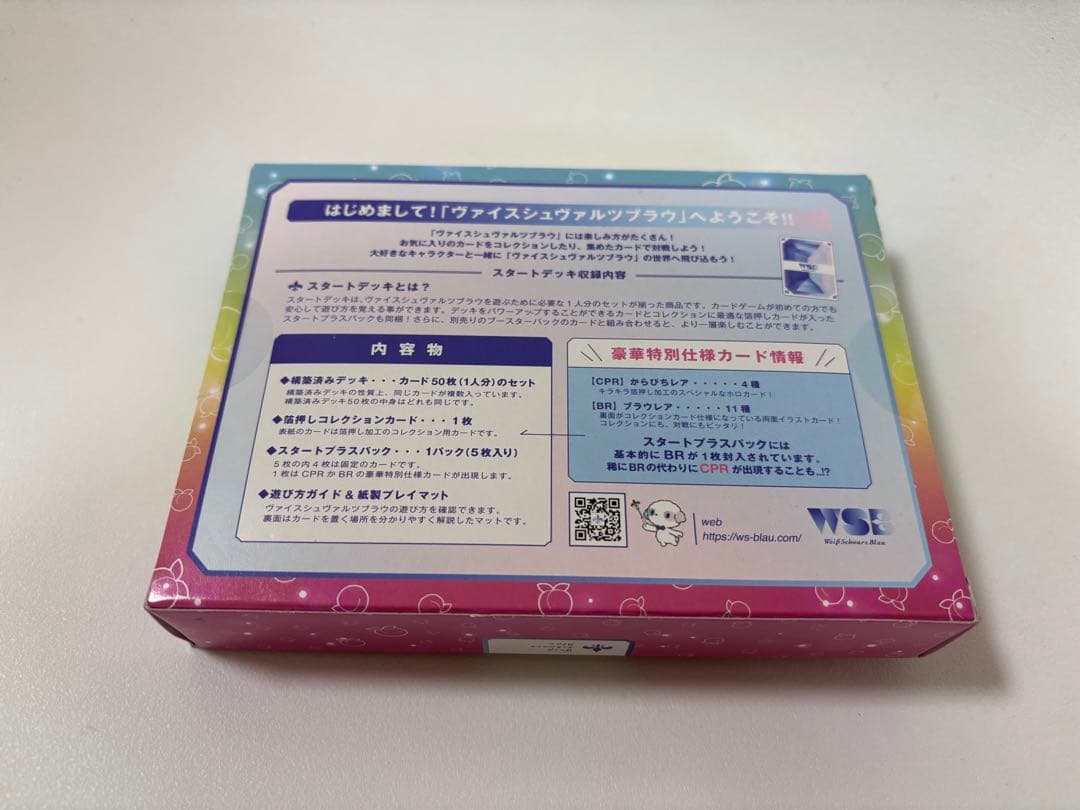 はじめまして!「ヴァイスシュヴァルツブラウ」へようこそ!!
「ヴァイスシュヴァルツブラウ」には楽しみ方がたくさん!
お気に入りのカードをコレクションしたり、集めたカードで対戦しよう!
大好きなキャラクターと一緒に「ヴァイスシュヴァルツブラウ」の世界へ飛び込もう!
WSB
スタートデッキ収録内容
スタートデッキとは?
スタートデッキは、ヴァイスシュヴァルツブラウを遊ぶために必要な1人分のセットが揃った商品です。カードゲームが初めての方でも
安心して遊び方を覚える事ができます。デッキをパワーアップすることができるカードとコレクションに最適な箔押しカードが入った
スタートプラスパックも同梱!さらに、別売りのブースターパックのカードと組み合わせると、より一層楽しむことができます。
内容物
◆構築済みデッキ・・・カード50枚(1人分)のセット
構築済みデッキの性質上、同じカードが複数入っています。
構築済みデッキ50枚の中身はどれも同じです。
◆箔押しコレクションカード・・・1枚
表紙のカードは箔押し加工のコレクション用カードです。
◆スタートプラスパック・・・1パック(5枚入り)
5枚の内4枚は固定のカードです。
1枚はCPRかBRの豪華特別仕様カードが出現します。
◆遊び方ガイド&紙製プレイマット
ヴァイスシュヴァルツブラウの遊び方を確認できます。
裏面はカードを置く場所を分かりやすく解説したマットです。
豪華特別仕様カード情報
【CPR】からぴちレア・・・・・4種
キラキラ箔押し加工のスペシャルなホロカード!
【BR】ブラウレア・・・・・11種
裏面がコレクションカード仕様になっている両面イラストカード!
コレクションにも、対戦にもピッタリ!
スタートプラスパックには
基本的にBRが1枚封入されています。
稀にBRの代わりにCPRが出現することも..!?
web
https://ws-blau.com/
WSB
Weiß Schwarz Blau